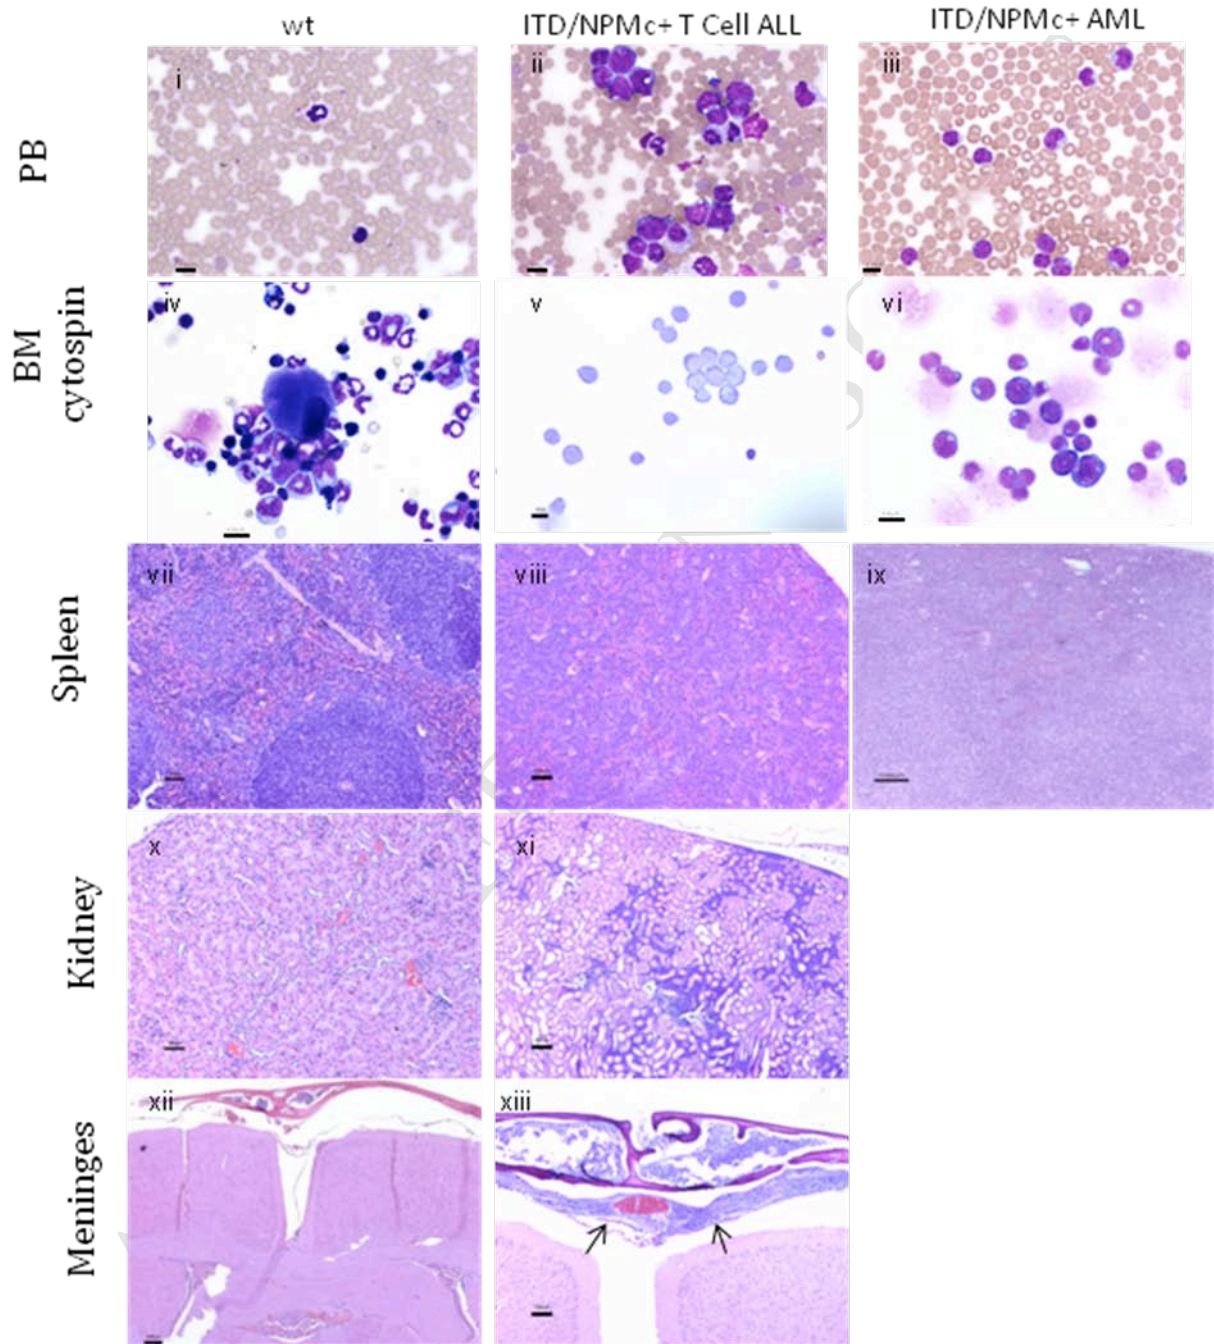 wt
ITD/NPMc+ T Cell ALL
ITD/NPMc+ AML
PB
i
ii
iii
BM
cytospin
iv
v
vi
Spleen
vii
viii
ix
Kidney
x
xi
Meninges
xii
xiii